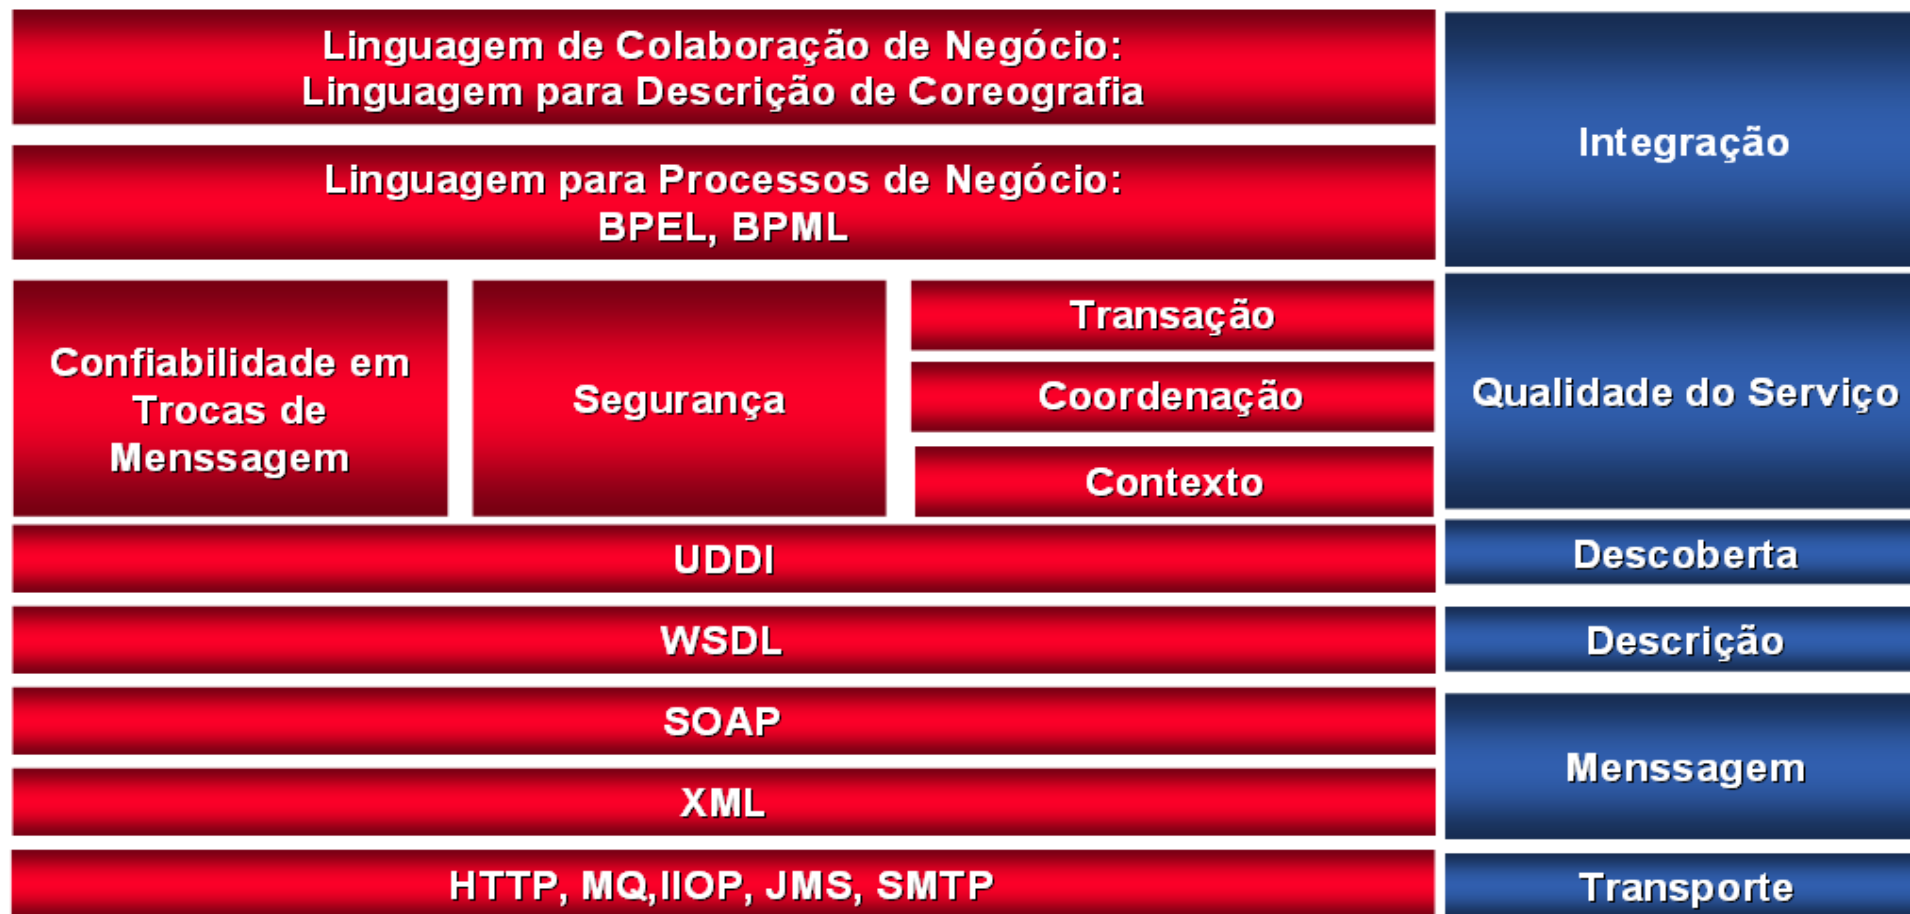 Linguagem de Colaboração de Negócio:
Linguagem para Descrição de Coreografia
Integração
Linguagem para Processos de Negócio:
BPEL, BPML
Confiabilidade em
Trocas de
Menssagem
Segurança
Transação
Coordenação
Contexto
Qualidade do Serviço
UDDI
Descoberta
WSDL
Descrição
SOAP
XML
Menssagem
HTTP, MQ,IIOP, JMS, SMTP
Transporte